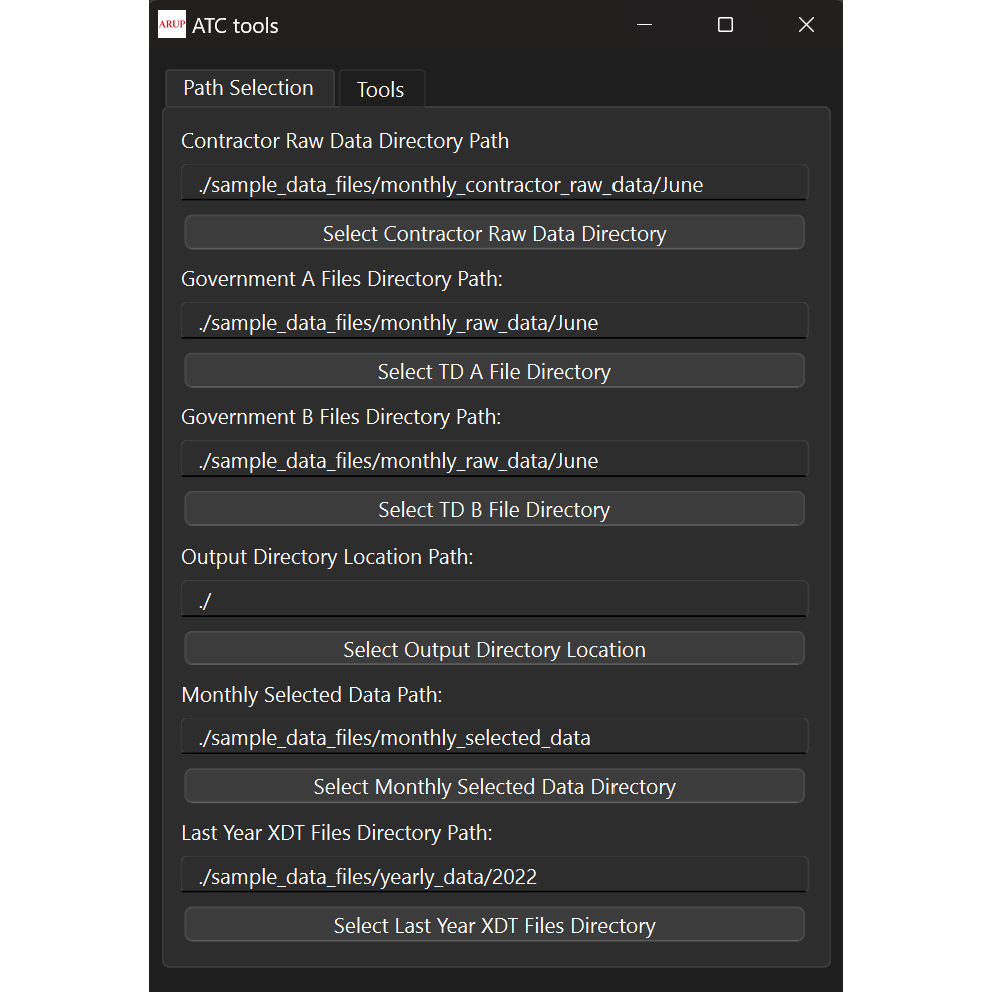 ARUP ATC tools
Path Selection Tools
Contractor Raw Data Directory Path
./sample_data_files/monthly_contractor_raw_data/June
Select Contractor Raw Data Directory
Government A Files Directory Path:
./sample_data_files/monthly_raw_data/June
Select TD A File Directory
Government B Files Directory Path:
./sample_data_files/monthly_raw_data/June
Select TD B File Directory
Output Directory Location Path:
./
Select Output Directory Location
Monthly Selected Data Path:
./sample_data_files/monthly_selected_data
Select Monthly Selected Data Directory
Last Year XDT Files Directory Path:
./sample_data_files/yearly_data/2022
Select Last Year XDT Files Directory